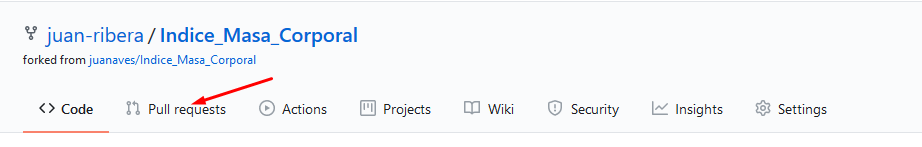 juan-ribera / Indice_Masa_Corporal
forked from juanaves/Indice_Masa_Corporal
<> Code Pull requests Actions Projects Wiki Security Insights Settings